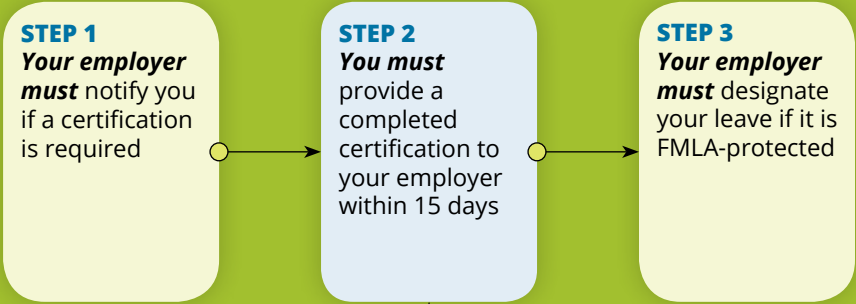 STEP 1
Your employer
must notify you
if a certification
is required
STEP 2
You must
provide a
completed
certification to
your employer
within 15 days
STEP 3
Your employer
must designate
your leave if it is
FMLA-protected